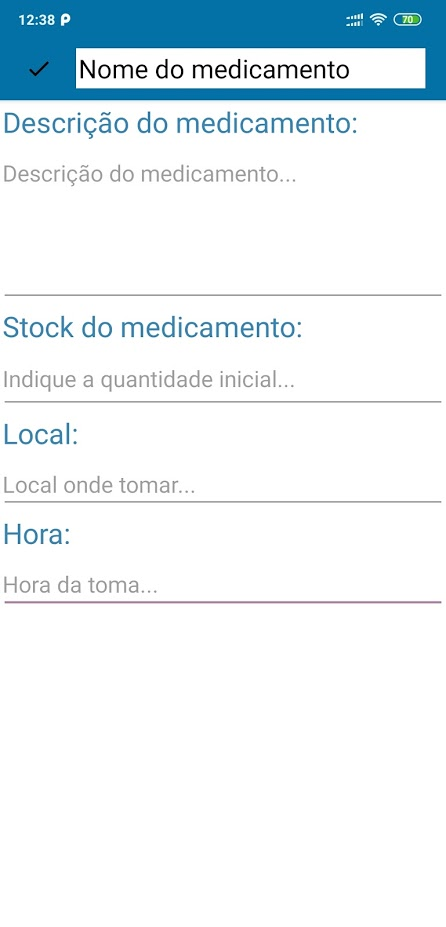 12:38 P 70
Nome do medicamento
Descrição do medicamento:
Descrição do medicamento...
Stock do medicamento:
Indique a quantidade inicial...
Local:
Local onde tomar...
Hora:
Hora da toma...